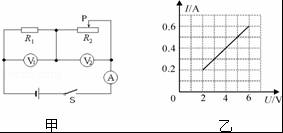 P
R₁ R₂
V₁ V₂
A
S
甲
I/A
0.6
0.4
0.2
0 2 4 6 U/V
乙